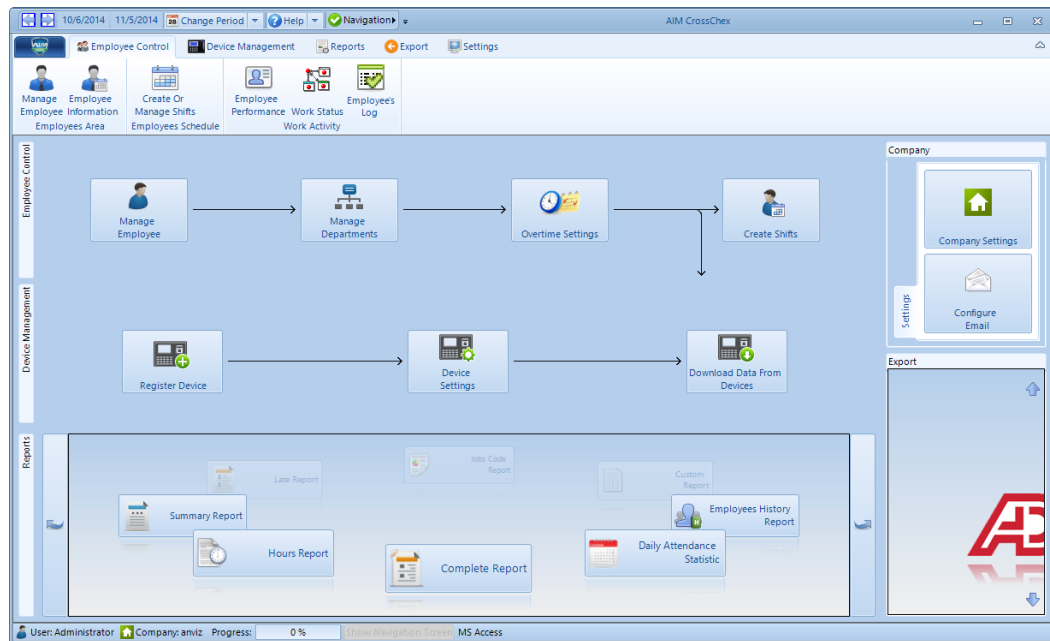 10/6/2014 11/5/2014 28 Change Period Help Navigation AIM CrossChex
AIM Employee Control Device Management Reports Export Settings
Manage
Employee
Employee
Information
Create Or
Manage Shifts
Employee
Performance
Work Status
Employee's
Log
Employees Area Employees Schedule Work Activity
Employee Control
Manage
Employee
Manage
Departments
Overtime Settings
Create Shifts
Company
Company Settings
Settings
Configure
Email
Device Management
Register Device
Device
Settings
Download Data From
Devices
Export
AD
Reports
Late Report
Jobs Code
Report
Custom
Report
Summary Report
Employees History
Report
Hours Report
Complete Report
Daily Attendance
Statistic
User: Administrator Company: anviz Progress: 0 % Show Navigation Screen MS Access